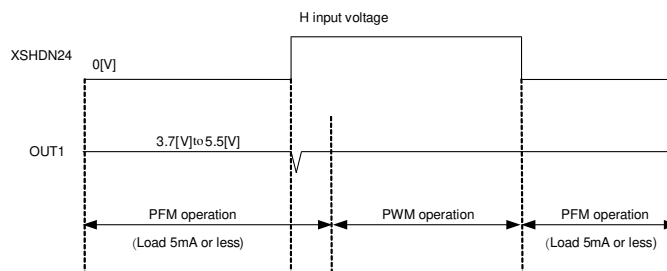 H input voltage
XSHDN24
0[V]
3.7[V]to5.5[V]
OUT1
PFM operation
PWM operation
PFM operation
(Load 5mA or less)
(Load 5mA or less)